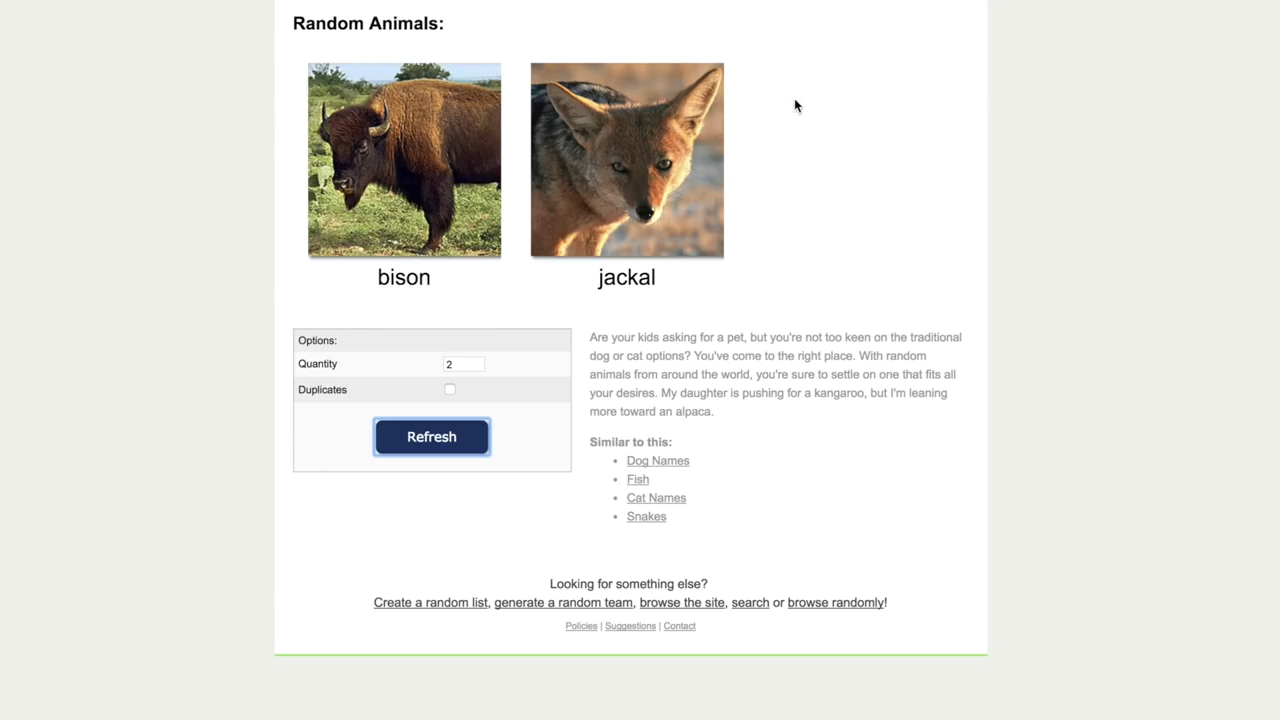 Random Animals:
bison
jackal
Options:
Quantity
2
Duplicates
Refresh
Are your kids asking for a pet, but you're not too keen on the traditional
dog or cat options? You've come to the right place. With random
animals from around the world, you're sure to settle on one that fits all
your desires. My daughter is pushing for a kangaroo, but I'm leaning
more toward an alpaca.
Similar to this:
• Dog Names
• Fish
• Cat Names
• Snakes
Looking for something else?
Create a random list, generate a random team, browse the site, search or browse randomly!
Policies | Suggestions | Contact